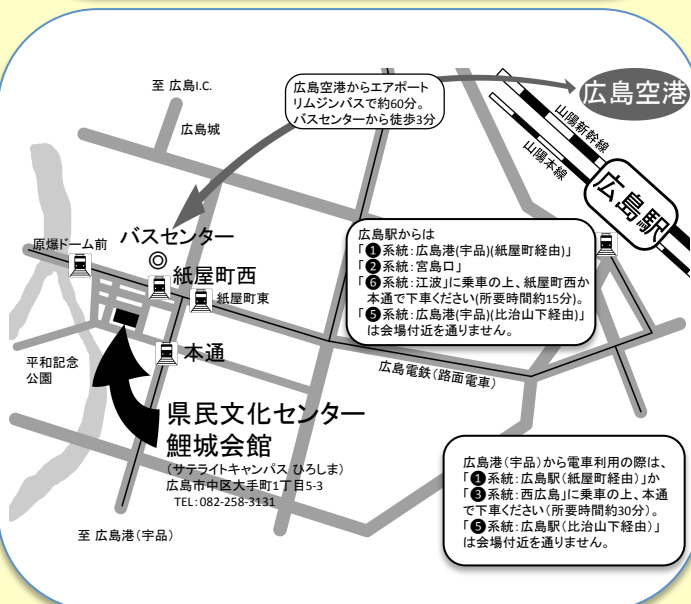 至 広島I.C.
広島城
広島空港からエアポート
リムジンバスで約60分。
バスセンターから徒歩3分
広島空港
山陽新幹線
山陽本線
広島駅
原爆ドーム前
バスセンター
紙屋町西
紙屋町東
広島駅からは
「❶系統:広島港(宇品)(紙屋町経由)」
「❷系統:宮島口」
「❻系統:江波」に乗車の上、紙屋町西か
本通で下車ください(所要時間約15分)。
「❺系統:広島港(宇品)(比治山下経由)」
は会場付近を通りません。
本通
平和記念
公園
広島電鉄(路面電車)
県民文化センター
鯉城会館
(サテライトキャンパス ひろしま)
広島市中区大手町1丁目5-3
TEL:082-258-3131
至 広島港(宇品)
広島港(宇品)から電車利用の際は、
「❶系統:広島駅(紙屋町経由)」か
「❸系統:西広島」に乗車の上、本通
で下車ください(所要時間約30分)。
「❺系統:広島駅(比治山下経由)」
は会場付近を通りません。